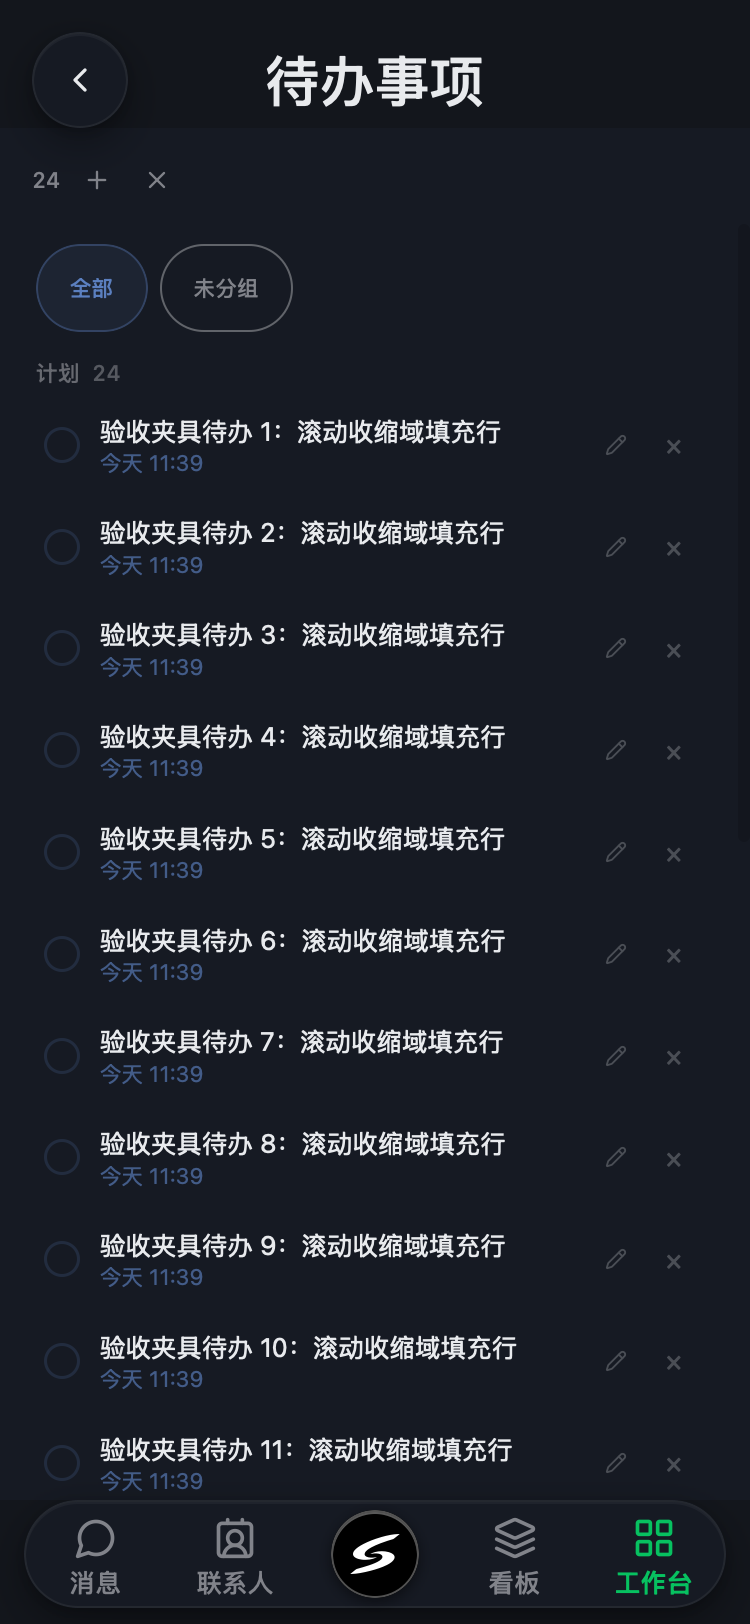 待办事项
24
全部 未分组
计划 24
验收夹具待办 1：滚动收缩域填充行
今天 11:39
验收夹具待办 2：滚动收缩域填充行
今天 11:39
验收夹具待办 3：滚动收缩域填充行
今天 11:39
验收夹具待办 4：滚动收缩域填充行
今天 11:39
验收夹具待办 5：滚动收缩域填充行
今天 11:39
验收夹具待办 6：滚动收缩域填充行
今天 11:39
验收夹具待办 7：滚动收缩域填充行
今天 11:39
验收夹具待办 8：滚动收缩域填充行
今天 11:39
验收夹具待办 9：滚动收缩域填充行
今天 11:39
验收夹具待办 10：滚动收缩域填充行
今天 11:39
验收夹具待办 11：滚动收缩域填充行
今天 11:39
消息 联系人 看板 工作台